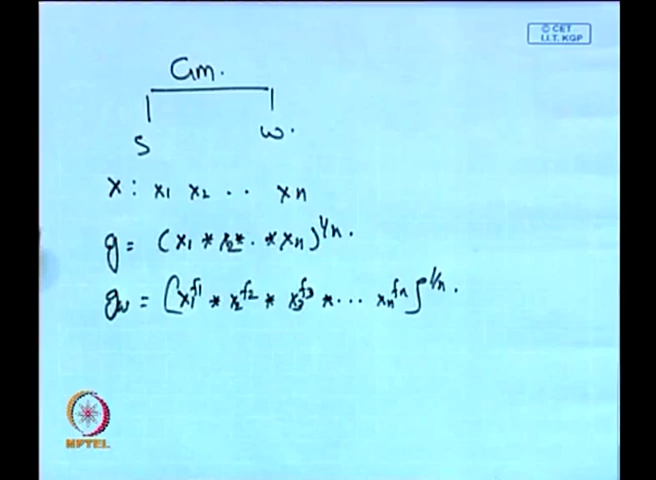 © CET
I.I.T. KGP
Gm.
S W.
x : x1 x2 .. xn
g = (x1 * x2 * . * xn)^1/n.
gw = [x1^f1 * x2^f2 * x3^f3 * ... xn^fn]^1/n.
NPTEL